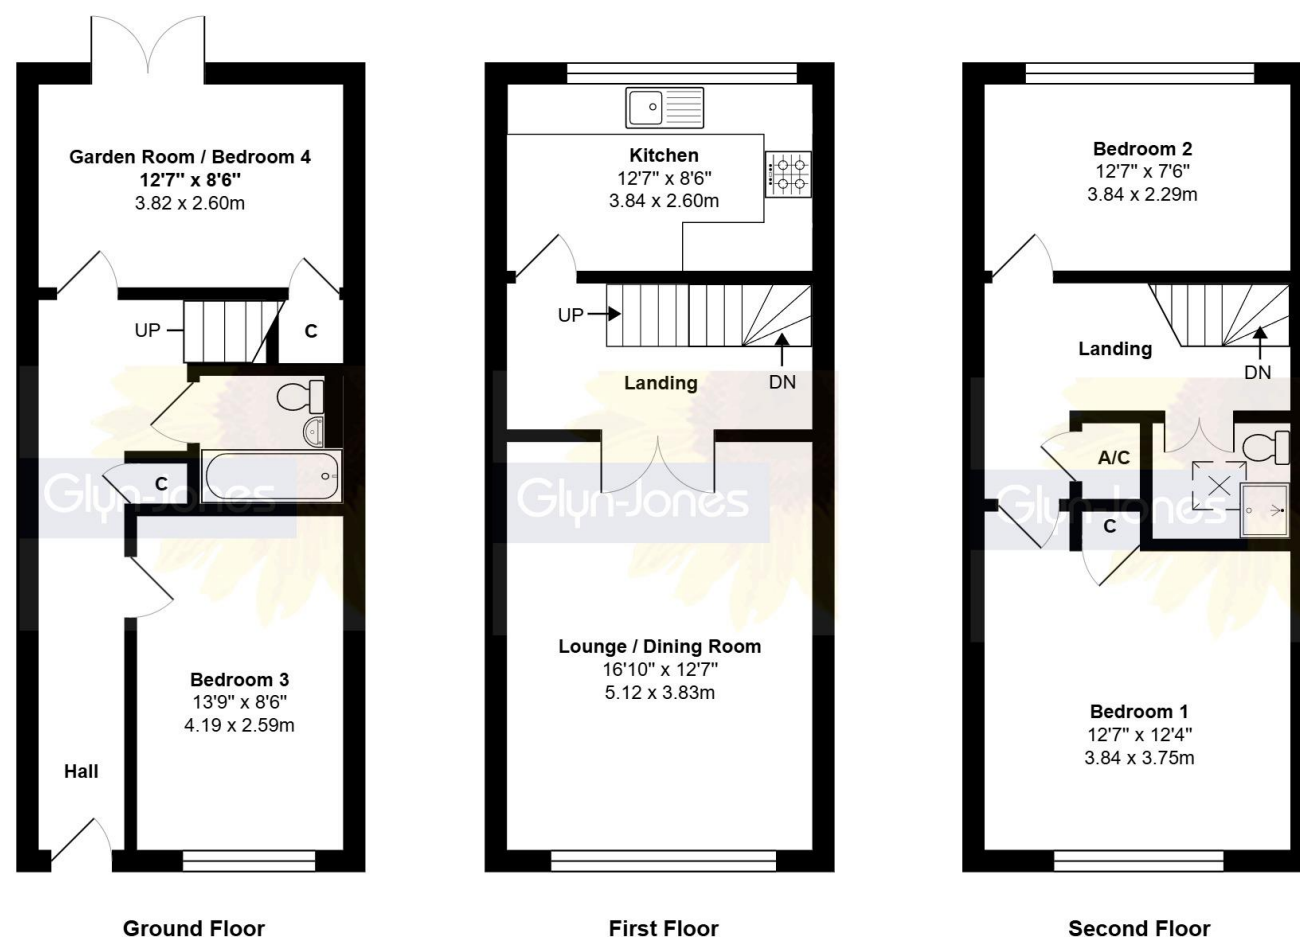 Garden Room / Bedroom 4
12'7" x 8'6"
3.82 x 2.60m
UP
C
C
Glyn-Jones
Bedroom 3
13'9" x 8'6"
4.19 x 2.59m
Hall
Ground Floor
Kitchen
12'7" x 8'6"
3.84 x 2.60m
UP
Landing
DN
Glyn-Jones
Lounge / Dining Room
16'10" x 12'7"
5.12 x 3.83m
First Floor
Bedroom 2
12'7" x 7'6"
3.84 x 2.29m
Landing
DN
A/C
Glyn-Jones
C
Bedroom 1
12'7" x 12'4"
3.84 x 3.75m
Second Floor